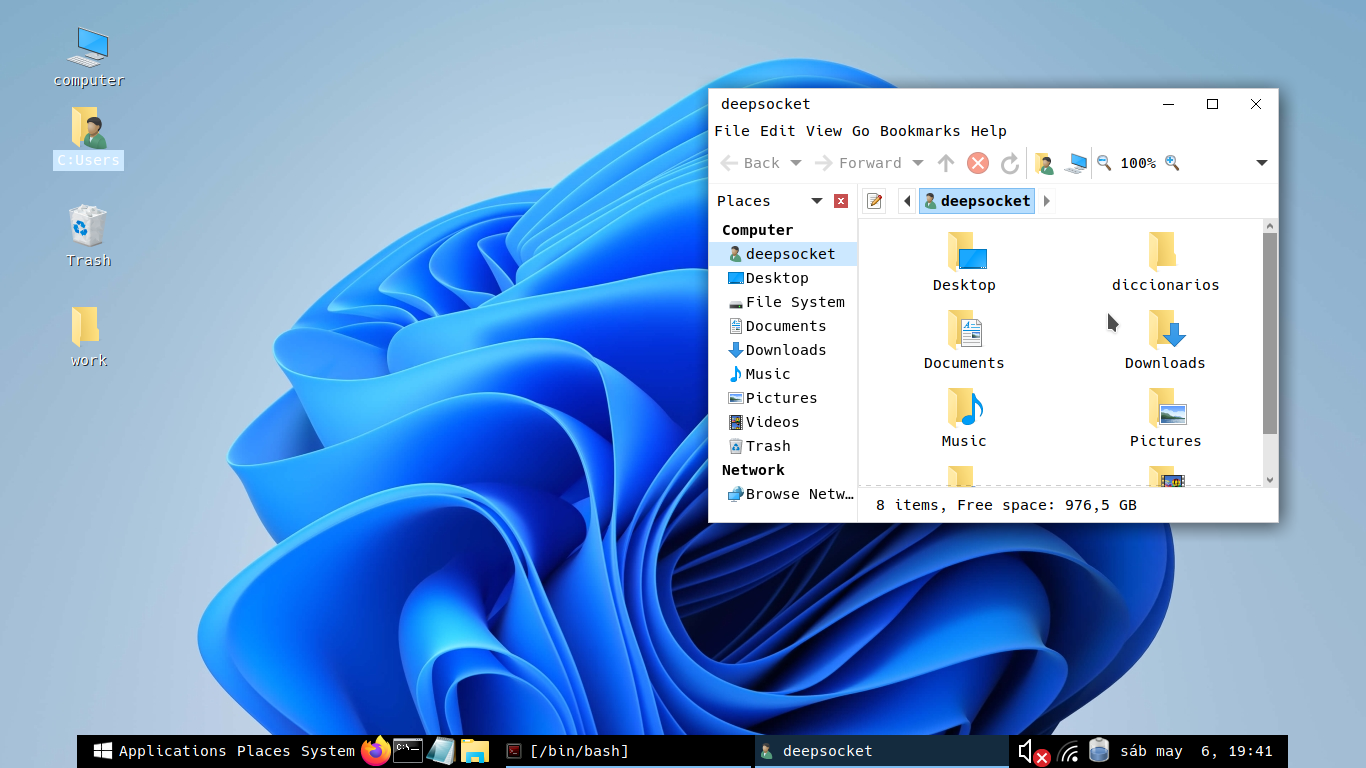 computer
C:Users
Trash
work
deepsocket
File Edit View Go Bookmarks Help
Back Forward 100%
Places
deepsocket
Computer
deepsocket
Desktop
File System
Documents
Downloads
Music
Pictures
Videos
Trash
Network
Browse Netw…
Desktop
diccionarios
Documents
Downloads
Music
Pictures
8 items, Free space: 976,5 GB
Applications Places System [/bin/bash] deepsocket sáb may 6, 19:41